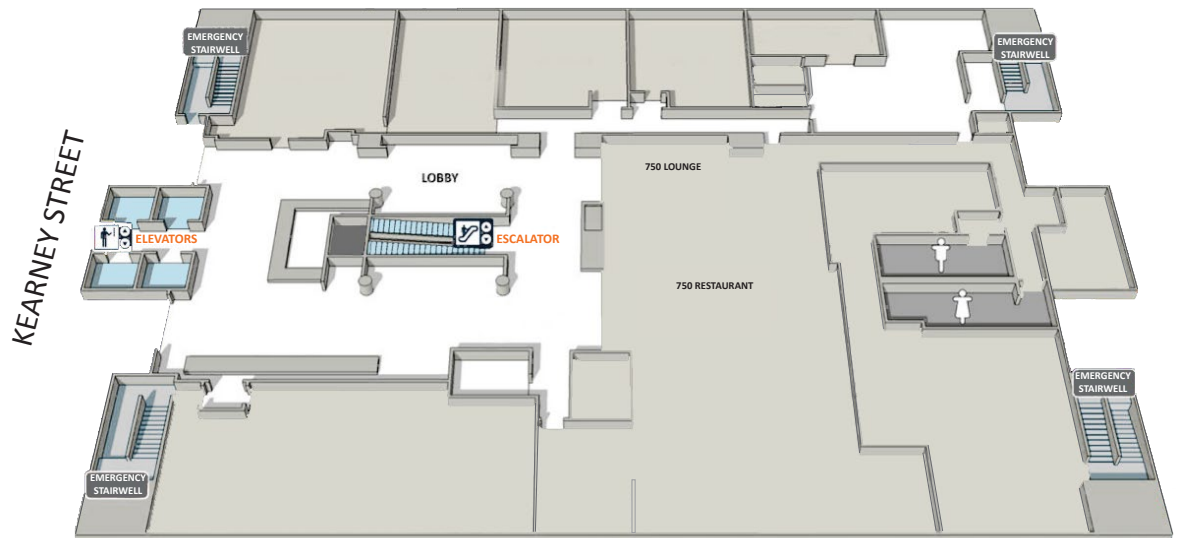 EMERGENCY
STAIRWELL
EMERGENCY
STAIRWELL
KEARNEY STREET
750 LOUNGE
LOBBY
ELEVATORS
ESCALATOR
750 RESTAURANT
EMERGENCY
STAIRWELL
EMERGENCY
STAIRWELL